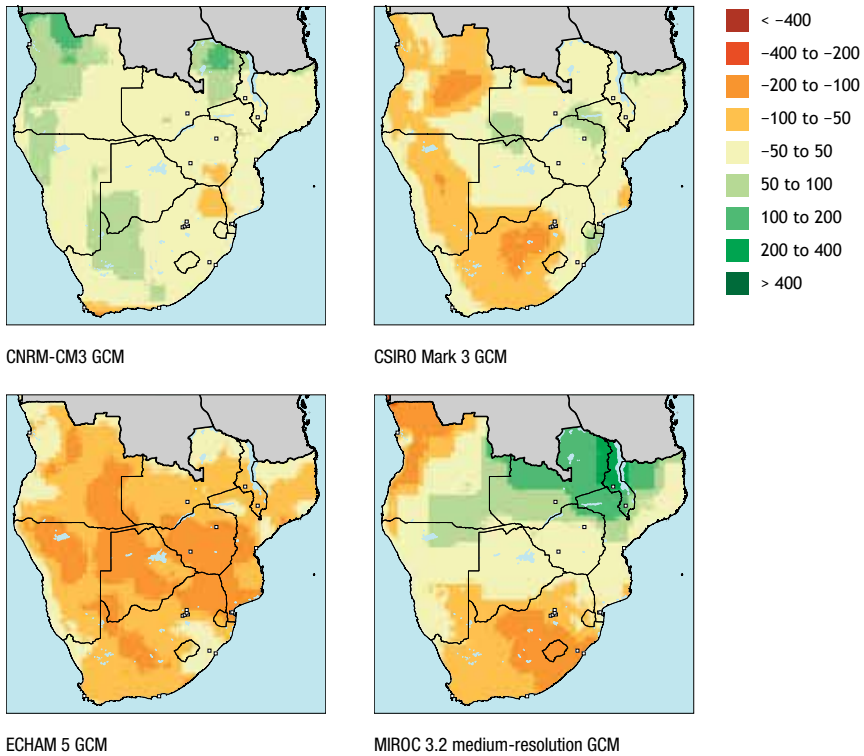 < −400
−400 to −200
−200 to −100
−100 to −50
−50 to 50
50 to 100
100 to 200
200 to 400
> 400
CNRM-CM3 GCM
CSIRO Mark 3 GCM
ECHAM 5 GCM
MIROC 3.2 medium-resolution GCM